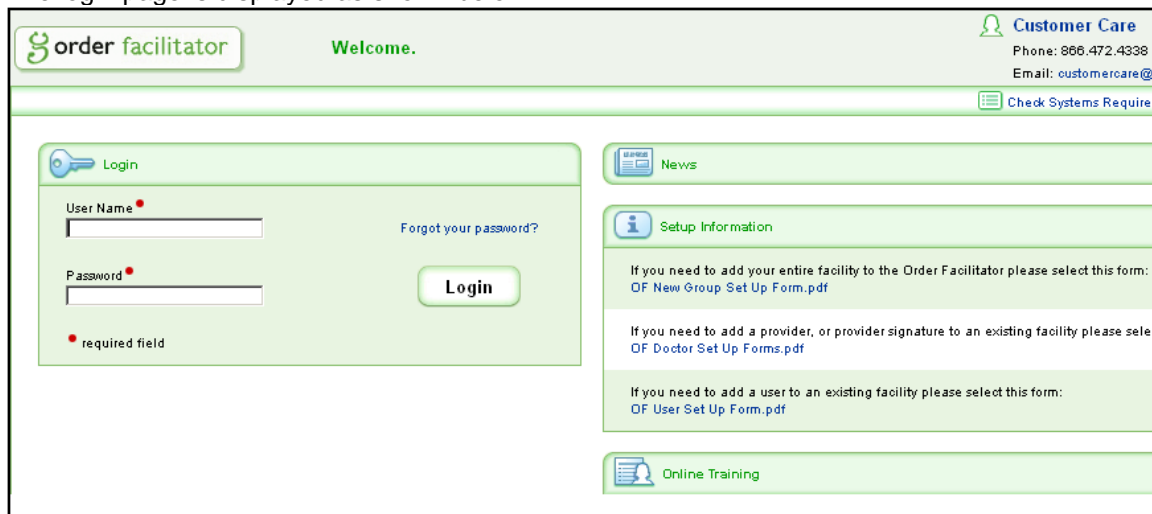 order facilitator
Welcome.
Customer Care
Phone: 866.472.4338
Email: customercare@
Check Systems Require
Login
User Name
Forgot your password?
Password
Login
required field
News
Setup Information
If you need to add your entire facility to the Order Facilitator please select this form:
OF New Group Set Up Form.pdf
If you need to add a provider, or provider signature to an existing facility please sele
OF Doctor Set Up Forms.pdf
If you need to add a user to an existing facility please select this form:
OF User Set Up Form.pdf
Online Training